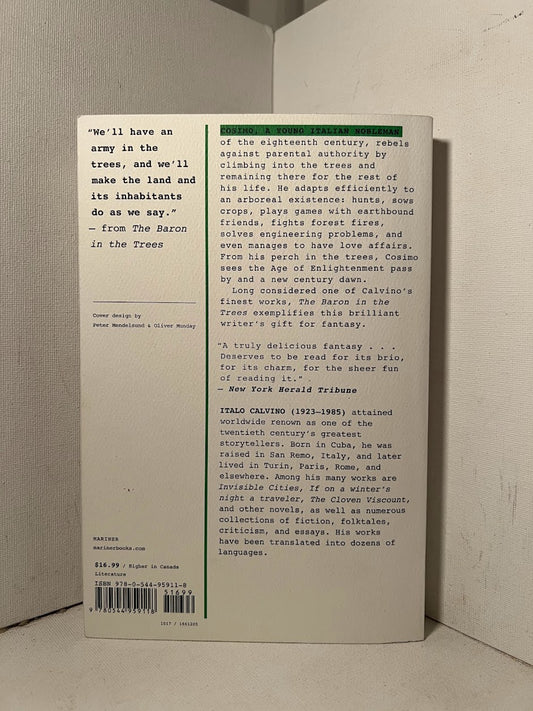 "We'll have an
army in the
trees, and we'll
make the land and
its inhabitants
do as we say."
— from The Baron
in the Trees
Cover design by
Peter Mendelsund & Oliver Munday
MARINER
marinerbooks.com
$16.99 / Higher in Canada
Literature
ISBN 978-0-544-95911-8
51699
9 780544 959118
1017 / 1661205
COSIMO, A YOUNG ITALIAN NOBLEMAN
of the eighteenth century, rebels
against parental authority by
climbing into the trees and
remaining there for the rest of
his life. He adapts efficiently to
an arboreal existence: hunts, sows
crops, plays games with earthbound
friends, fights forest fires,
solves engineering problems, and
even manages to have love affairs.
From his perch in the trees, Cosimo
sees the Age of Enlightenment pass
by and a new century dawn.
Long considered one of Calvino's
finest works, The Baron in the
Trees exemplifies this brilliant
writer's gift for fantasy.
"A truly delicious fantasy . . .
Deserves to be read for its brio,
for its charm, for the sheer fun
of reading it."
— New York Herald Tribune
ITALO CALVINO (1923–1985) attained
worldwide renown as one of the
twentieth century's greatest
storytellers. Born in Cuba, he was
raised in San Remo, Italy, and later
lived in Turin, Paris, Rome, and
elsewhere. Among his many works are
Invisible Cities, If on a winter's
night a traveler, The Cloven Viscount,
and other novels, as well as numerous
collections of fiction, folktales,
criticism, and essays. His works
have been translated into dozens of
languages.